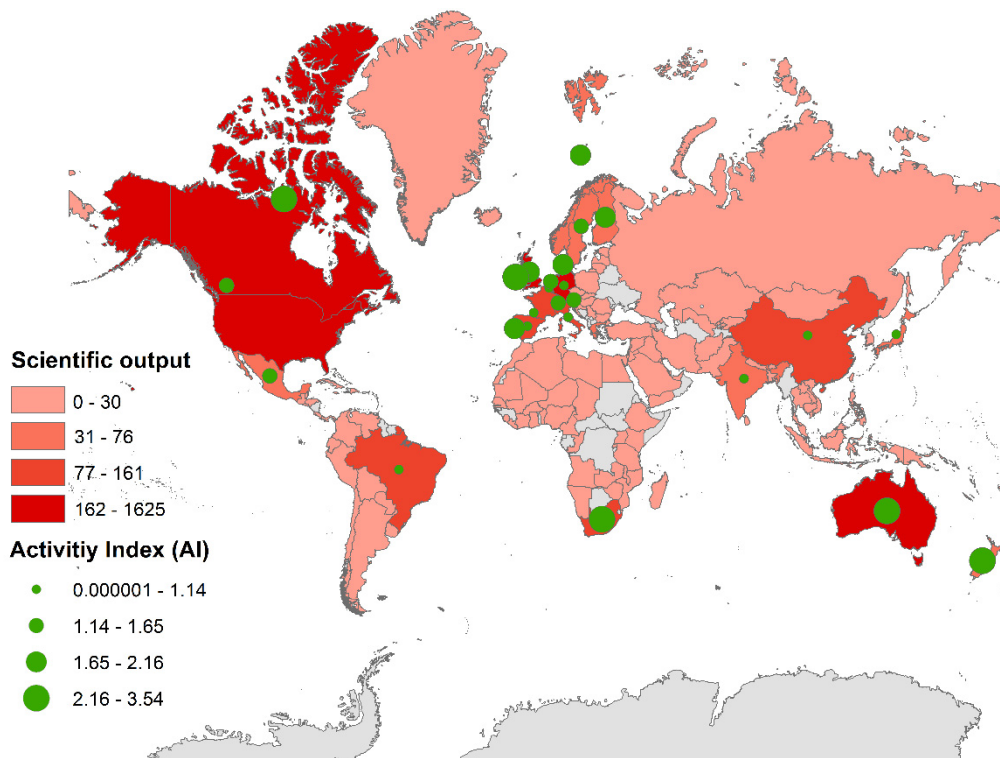 Scientific output
0 - 30
31 - 76
77 - 161
162 - 1625
Activitiy Index (AI)
0.000001 - 1.14
1.14 - 1.65
1.65 - 2.16
2.16 - 3.54